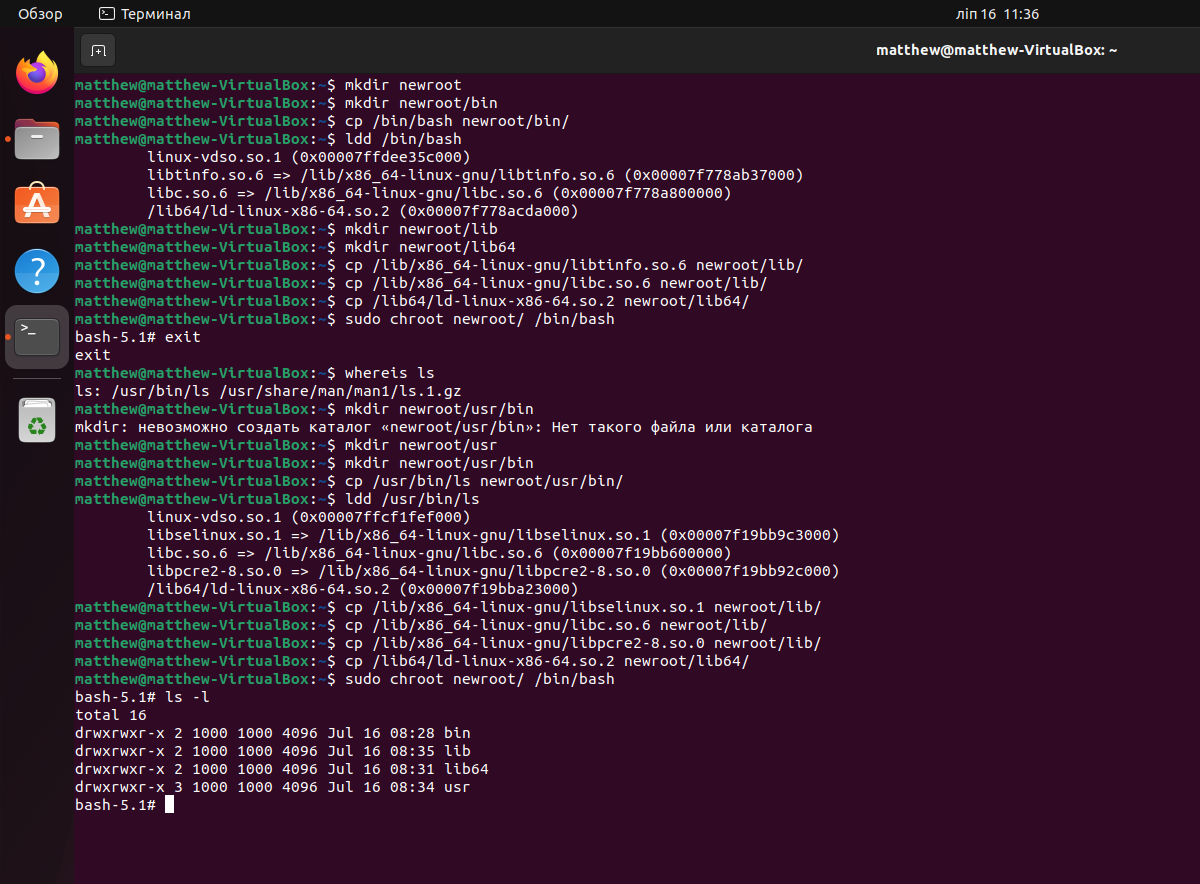 Обзор
Терминал
ліп 16 11:36
matthew@matthew-VirtualBox: ~
matthew@matthew-VirtualBox:~$ mkdir newroot
matthew@matthew-VirtualBox:~$ mkdir newroot/bin
matthew@matthew-VirtualBox:~$ cp /bin/bash newroot/bin/
matthew@matthew-VirtualBox:~$ ldd /bin/bash
linux-vdso.so.1 (0x00007ffdee35c000)
libtinfo.so.6 => /lib/x86_64-linux-gnu/libtinfo.so.6 (0x00007f778ab37000)
libc.so.6 => /lib/x86_64-linux-gnu/libc.so.6 (0x00007f778a800000)
/lib64/ld-linux-x86-64.so.2 (0x00007f778acda000)
matthew@matthew-VirtualBox:~$ mkdir newroot/lib
matthew@matthew-VirtualBox:~$ mkdir newroot/lib64
matthew@matthew-VirtualBox:~$ cp /lib/x86_64-linux-gnu/libtinfo.so.6 newroot/lib/
matthew@matthew-VirtualBox:~$ cp /lib/x86_64-linux-gnu/libc.so.6 newroot/lib/
matthew@matthew-VirtualBox:~$ cp /lib64/ld-linux-x86-64.so.2 newroot/lib64/
matthew@matthew-VirtualBox:~$ sudo chroot newroot/ /bin/bash
bash-5.1# exit
exit
matthew@matthew-VirtualBox:~$ whereis ls
ls: /usr/bin/ls /usr/share/man/man1/ls.1.gz
matthew@matthew-VirtualBox:~$ mkdir newroot/usr/bin
mkdir: невозможно создать каталог «newroot/usr/bin»: Нет такого файла или каталога
matthew@matthew-VirtualBox:~$ mkdir newroot/usr
matthew@matthew-VirtualBox:~$ mkdir newroot/usr/bin
matthew@matthew-VirtualBox:~$ cp /usr/bin/ls newroot/usr/bin/
matthew@matthew-VirtualBox:~$ ldd /usr/bin/ls
linux-vdso.so.1 (0x00007ffcf1fef000)
libselinux.so.1 => /lib/x86_64-linux-gnu/libselinux.so.1 (0x00007f19bb9c3000)
libc.so.6 => /lib/x86_64-linux-gnu/libc.so.6 (0x00007f19bb600000)
libpcre2-8.so.0 => /lib/x86_64-linux-gnu/libpcre2-8.so.0 (0x00007f19bb92c000)
/lib64/ld-linux-x86-64.so.2 (0x00007f19bba23000)
matthew@matthew-VirtualBox:~$ cp /lib/x86_64-linux-gnu/libselinux.so.1 newroot/lib/
matthew@matthew-VirtualBox:~$ cp /lib/x86_64-linux-gnu/libc.so.6 newroot/lib/
matthew@matthew-VirtualBox:~$ cp /lib/x86_64-linux-gnu/libpcre2-8.so.0 newroot/lib/
matthew@matthew-VirtualBox:~$ cp /lib64/ld-linux-x86-64.so.2 newroot/lib64/
matthew@matthew-VirtualBox:~$ sudo chroot newroot/ /bin/bash
bash-5.1# ls -l
total 16
drwxrwxr-x 2 1000 1000 4096 Jul 16 08:28 bin
drwxrwxr-x 2 1000 1000 4096 Jul 16 08:35 lib
drwxrwxr-x 2 1000 1000 4096 Jul 16 08:31 lib64
drwxrwxr-x 3 1000 1000 4096 Jul 16 08:34 usr
bash-5.1#